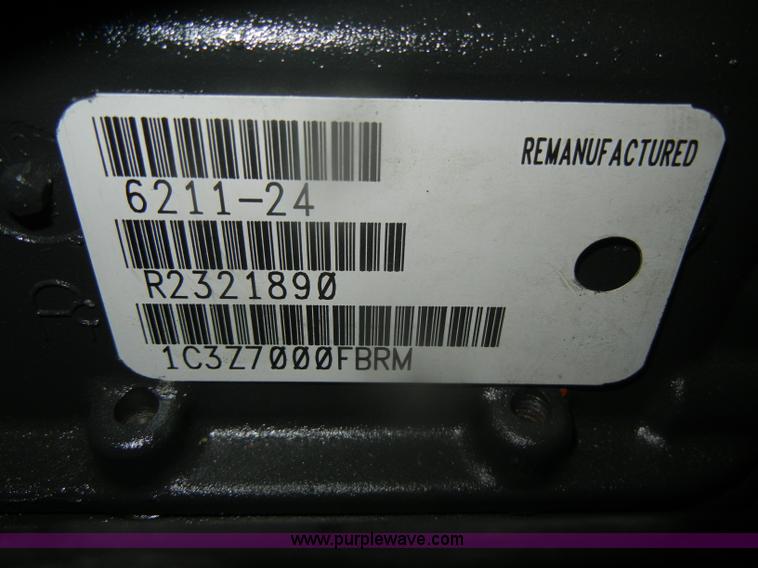 REMANUFACTURED
6211-24
R2321890
1C3Z7000FBRM
www.purplewave.com